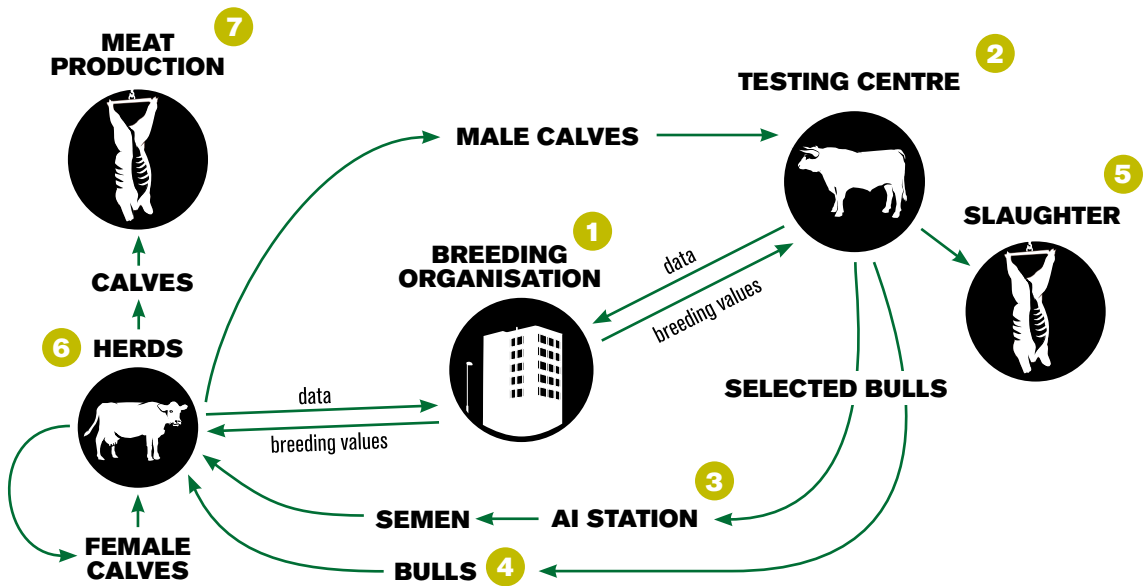 7
MEAT
PRODUCTION
2
TESTING CENTRE
MALE CALVES
5
SLAUGHTER
1
BREEDING
ORGANISATION
data
breeding values
CALVES
6 HERDS
SELECTED BULLS
data
breeding values
3
SEMEN
AI STATION
FEMALE
CALVES
BULLS 4